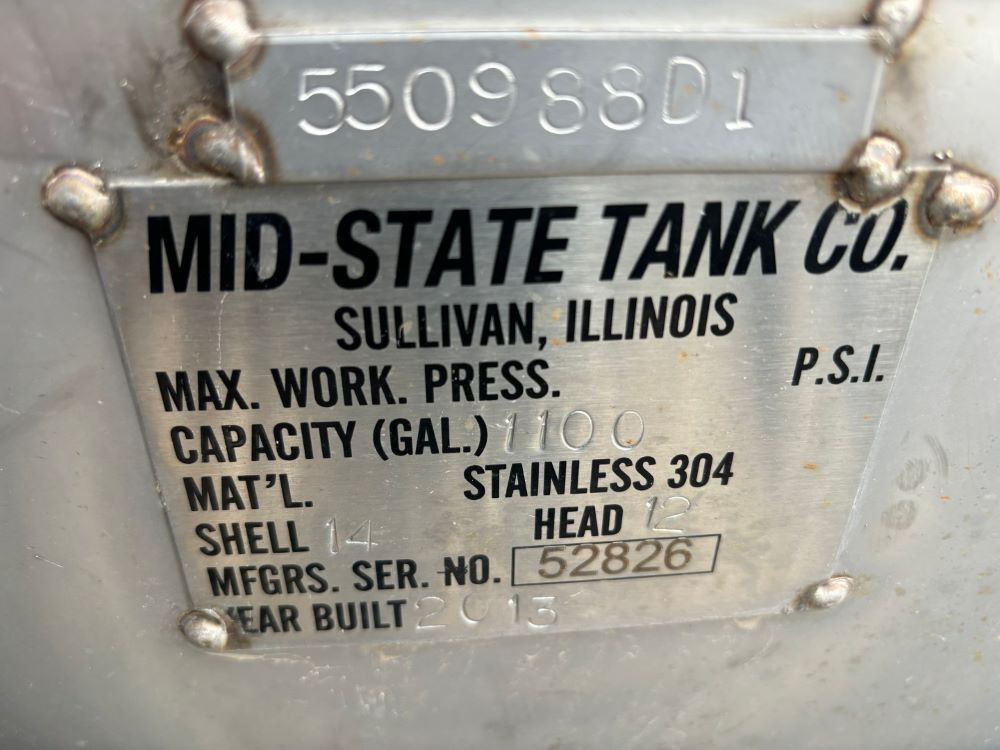 550988D1
MID-STATE TANK CO.
SULLIVAN, ILLINOIS
MAX. WORK. PRESS. P.S.I.
CAPACITY (GAL.) 1100
MAT'L. STAINLESS 304
SHELL 14 HEAD 12
MFGRS. SER. NO. 52826
YEAR BUILT 2013